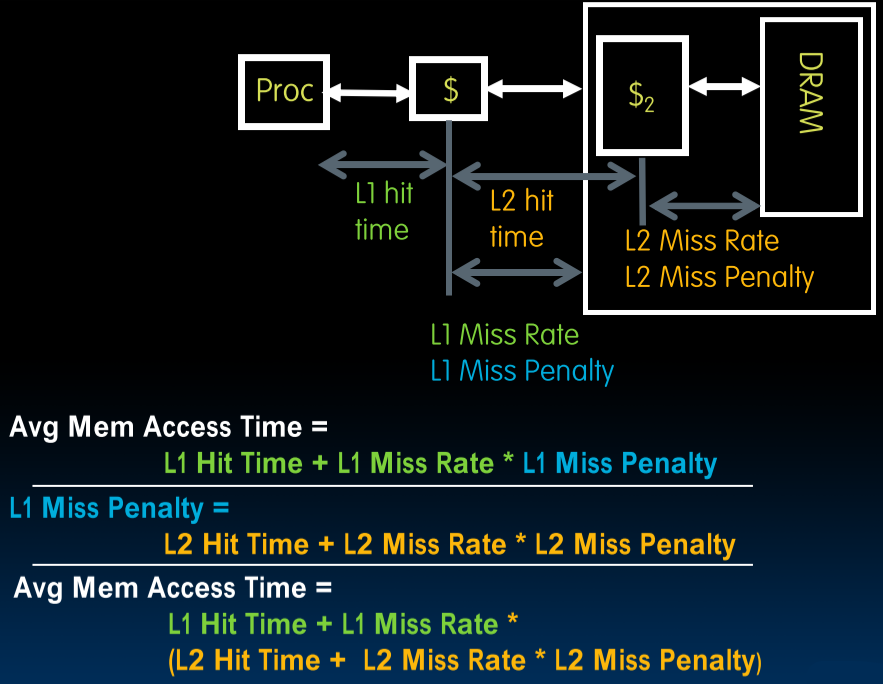 Proc
$
$2
DRAM
L1 hit
time
L2 hit
time
L2 Miss Rate
L2 Miss Penalty
L1 Miss Rate
L1 Miss Penalty
Avg Mem Access Time =
L1 Hit Time + L1 Miss Rate * L1 Miss Penalty
L1 Miss Penalty =
L2 Hit Time + L2 Miss Rate * L2 Miss Penalty
Avg Mem Access Time =
L1 Hit Time + L1 Miss Rate *
(L2 Hit Time + L2 Miss Rate * L2 Miss Penalty)